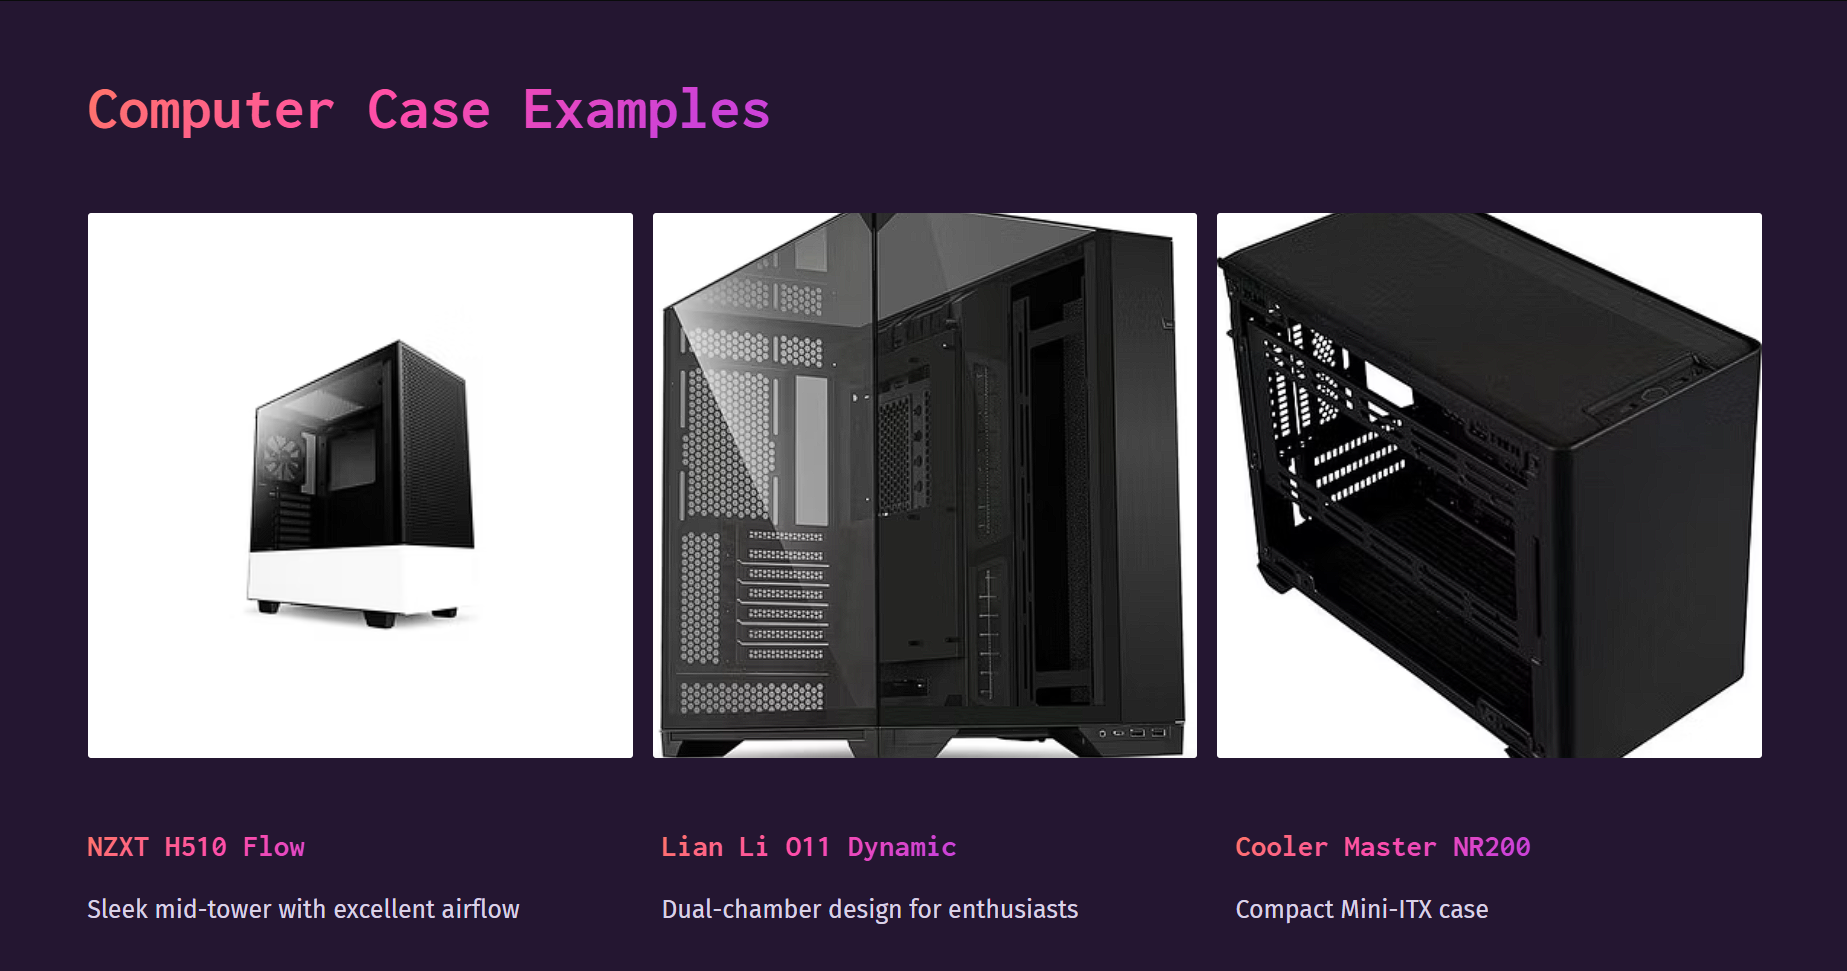 Computer Case Examples
NZXT H510 Flow
Sleek mid-tower with excellent airflow
Lian Li O11 Dynamic
Dual-chamber design for enthusiasts
Cooler Master NR200
Compact Mini-ITX case